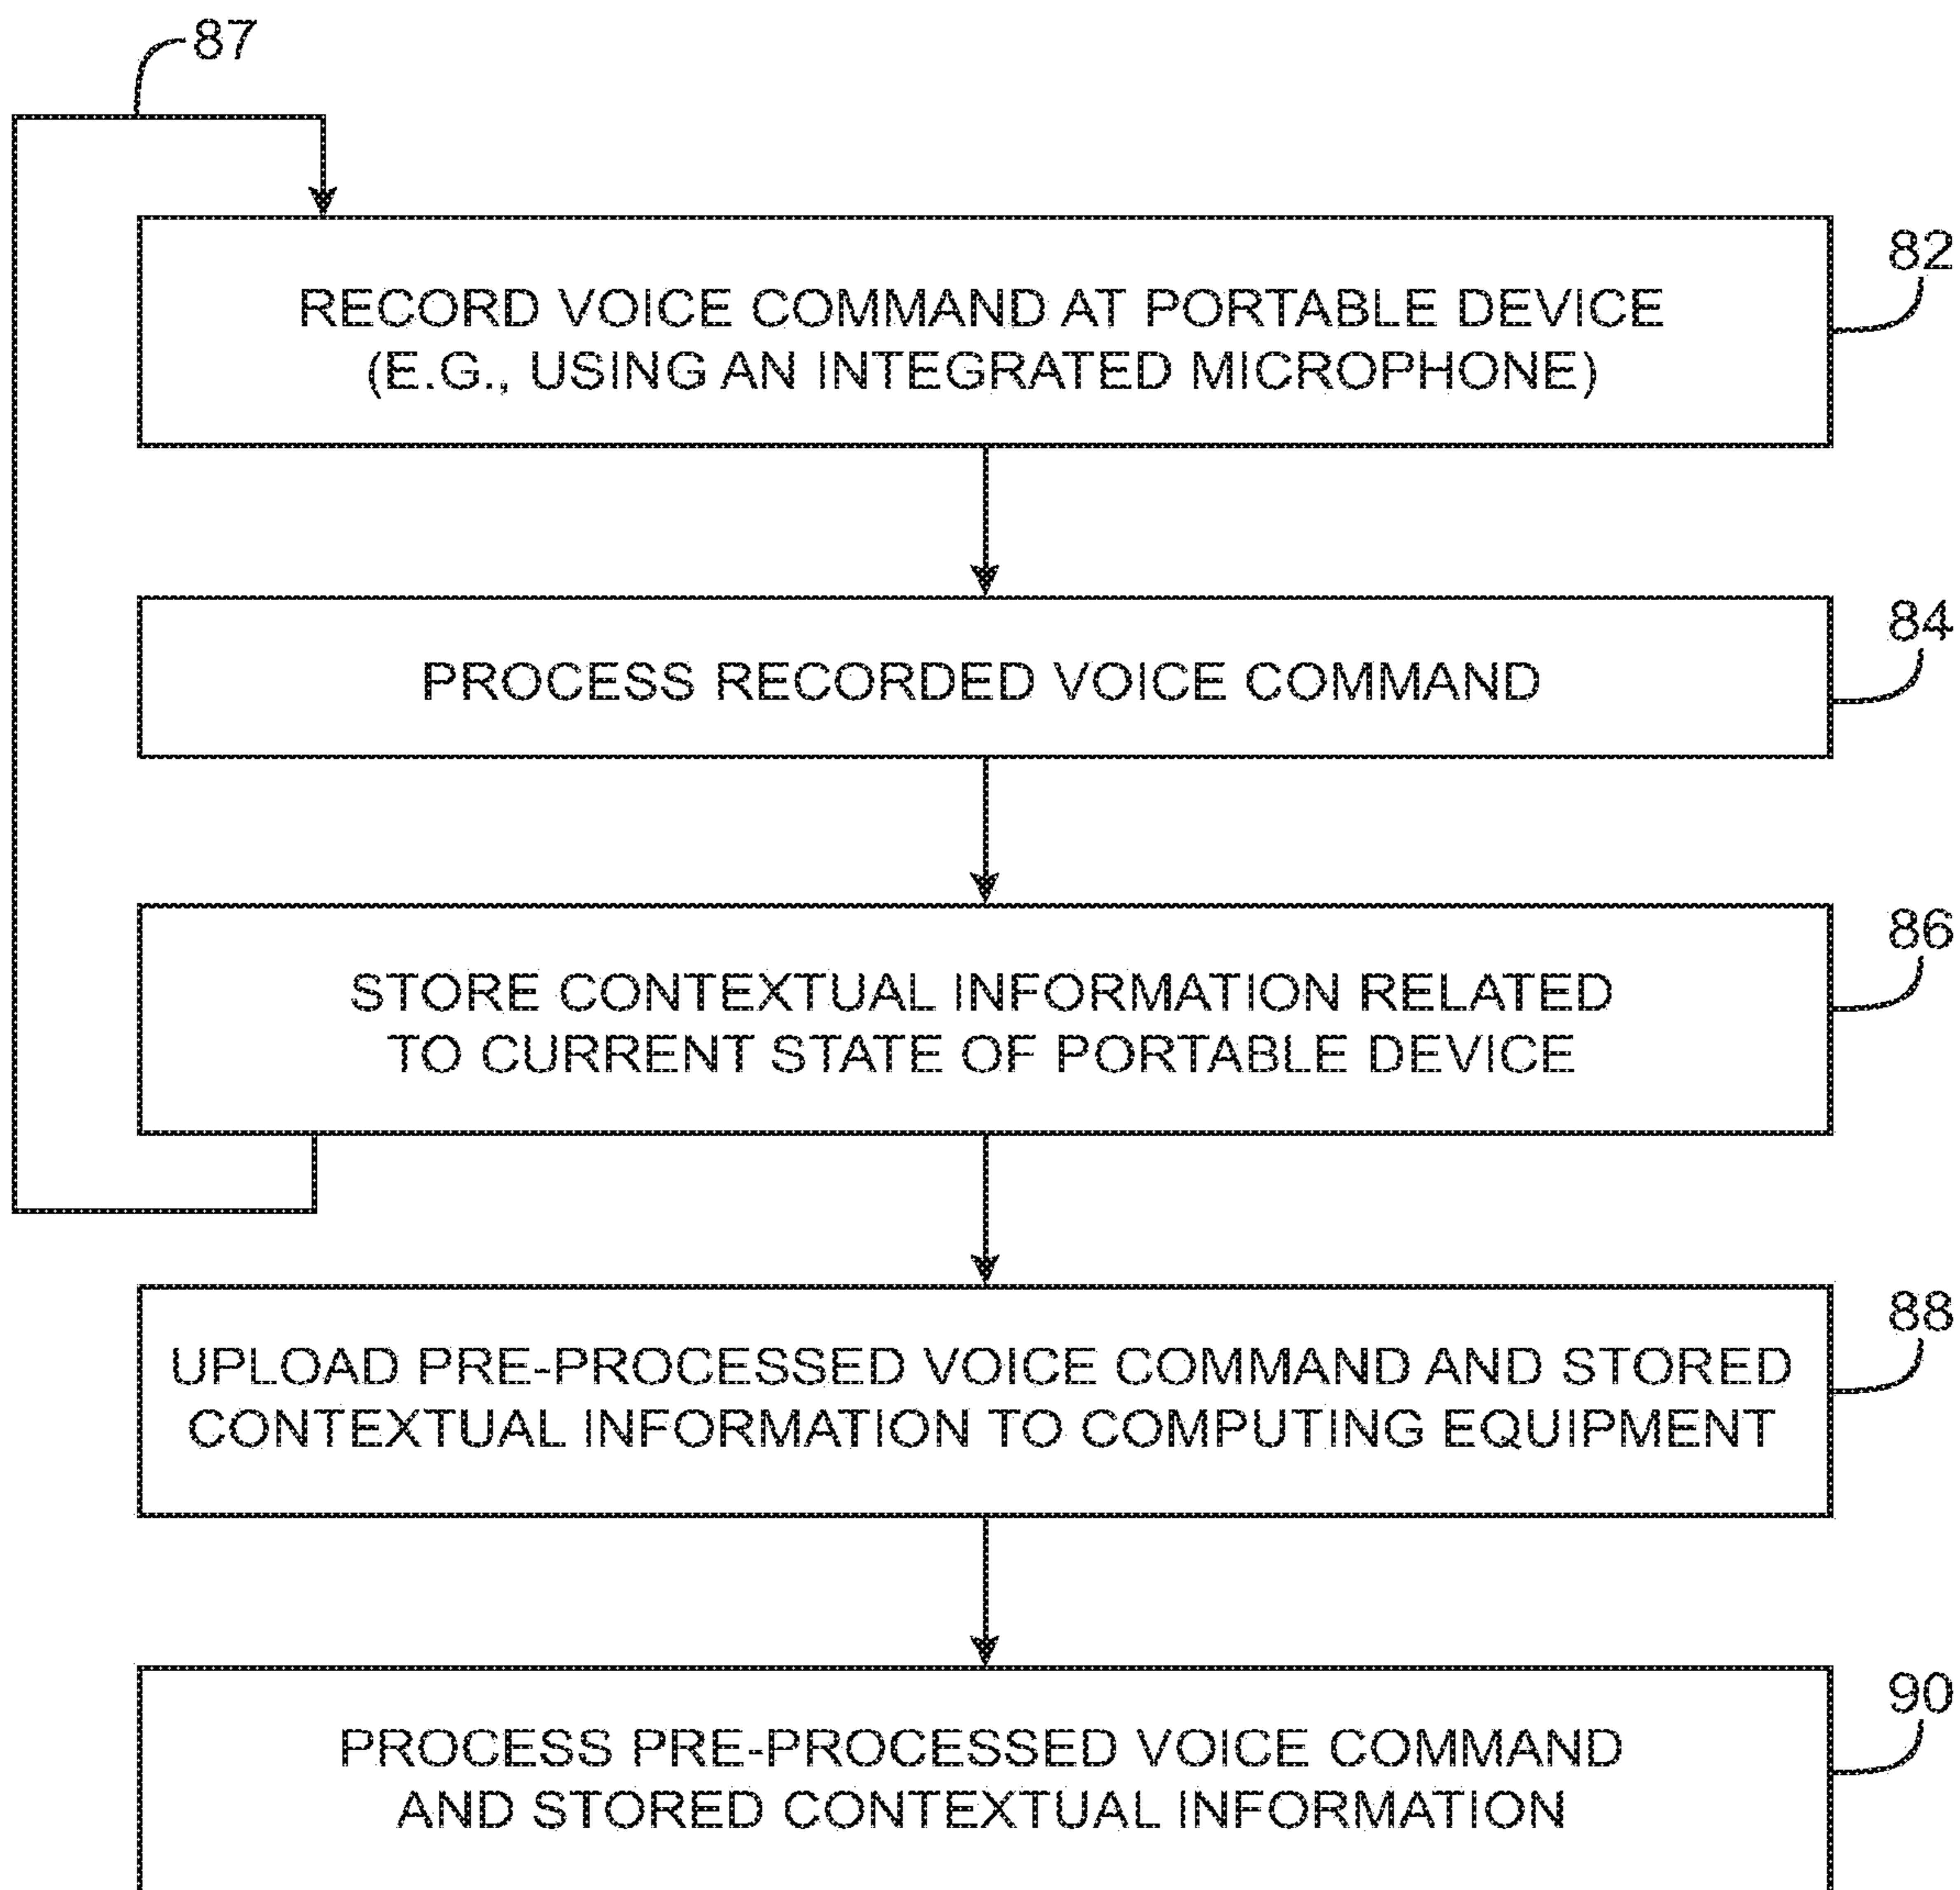 87
82
RECORD VOICE COMMAND AT PORTABLE DEVICE
(E.G., USING AN INTEGRATED MICROPHONE)
84
PROCESS RECORDED VOICE COMMAND
86
STORE CONTEXTUAL INFORMATION RELATED
TO CURRENT STATE OF PORTABLE DEVICE
88
UPLOAD PRE-PROCESSED VOICE COMMAND AND STORED
CONTEXTUAL INFORMATION TO COMPUTING EQUIPMENT
90
PROCESS PRE-PROCESSED VOICE COMMAND
AND STORED CONTEXTUAL INFORMATION